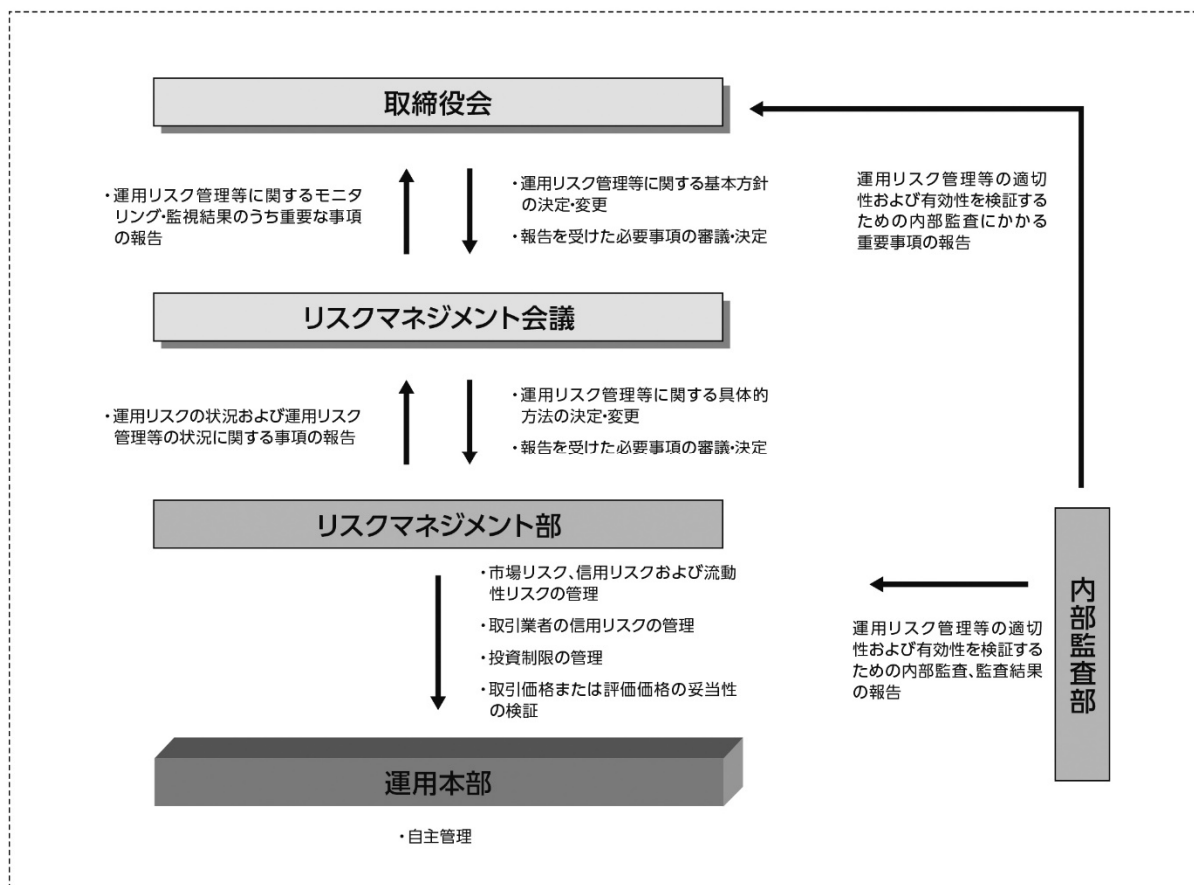 取締役会
・運用リスク管理等に関するモニタ
リング・監視結果のうち重要な事項
の報告
・運用リスク管理等に関する基本方針
の決定・変更
・報告を受けた必要事項の審議・決定
運用リスク管理等の適切
性および有効性を検証する
ための内部監査にかかる
重要事項の報告
リスクマネジメント会議
・運用リスクの状況および運用リスク
管理等の状況に関する事項の報告
・運用リスク管理等に関する具体的
方法の決定・変更
・報告を受けた必要事項の審議・決定
リスクマネジメント部
・市場リスク、信用リスクおよび流動
性リスクの管理
・取引業者の信用リスクの管理
・投資制限の管理
・取引価格または評価価格の妥当性
の検証
運用リスク管理等の適切
性および有効性を検証する
ための内部監査、監査結果
の報告
内部監査部
運用本部
・自主管理